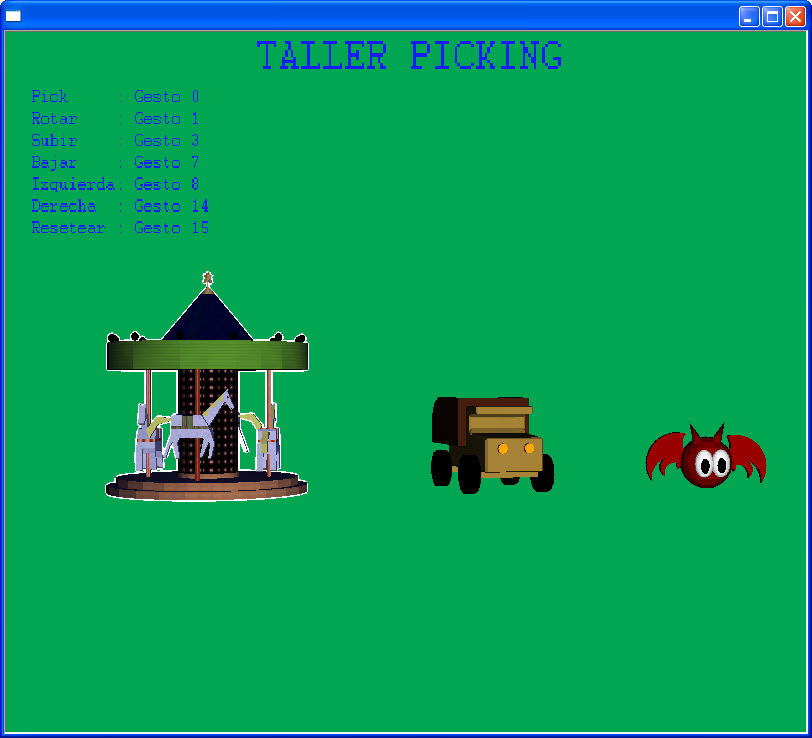 TALLER PICKING
Pick : Gesto 0
Rotar : Gesto 1
Subir : Gesto 3
Bajar : Gesto 7
Izquierda: Gesto 8
Derecha : Gesto 14
Resetear : Gesto 15